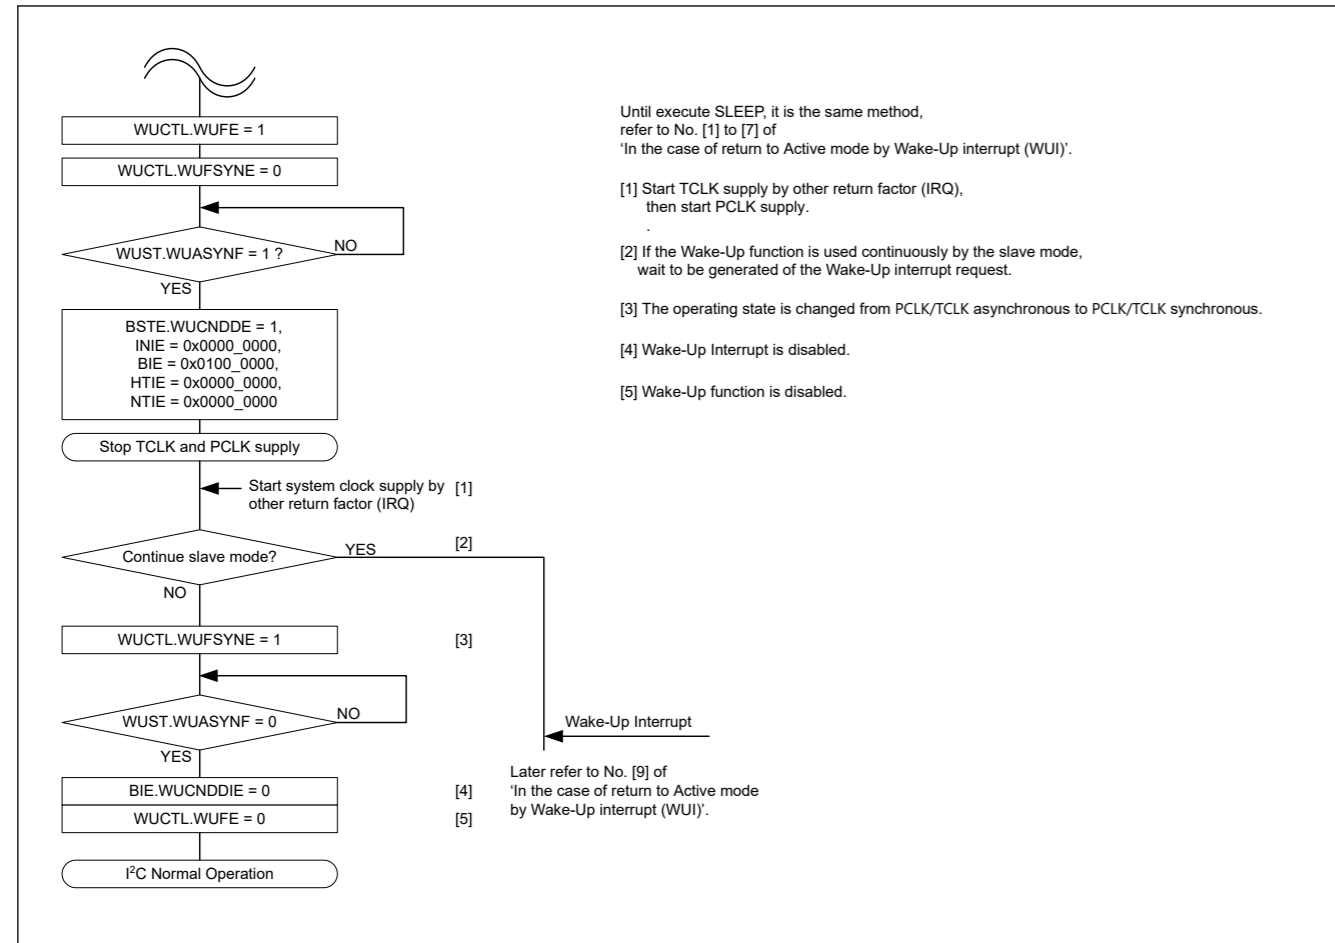 WUCTL.WUFE = 1
WUCTL.WUFSYNE = 0
WUST.WUASYNF = 1 ?
NO
YES
BSTE.WUCNDDE = 1,
INIE = 0x0000_0000,
BIE = 0x0100_0000,
HTIE = 0x0000_0000,
NTIE = 0x0000_0000
Stop TCLK and PCLK supply
Start system clock supply by [1]
other return factor (IRQ)
Continue slave mode?
YES
[2]
NO
WUCTL.WUFSYNE = 1
[3]
WUST.WUASYNF = 0
NO
YES
BIE.WUCNDDIE = 0
[4]
WUCTL.WUFE = 0
[5]
I²C Normal Operation
Wake-Up Interrupt
Later refer to No. [9] of
‘In the case of return to Active mode
by Wake-Up interrupt (WUI)’.
Until execute SLEEP, it is the same method,
refer to No. [1] to [7] of
‘In the case of return to Active mode by Wake-Up interrupt (WUI)’.
[1] Start TCLK supply by other return factor (IRQ),
then start PCLK supply.
.
[2] If the Wake-Up function is used continuously by the slave mode,
wait to be generated of the Wake-Up interrupt request.
[3] The operating state is changed from PCLK/TCLK asynchronous to PCLK/TCLK synchronous.
[4] Wake-Up Interrupt is disabled.
[5] Wake-Up function is disabled.